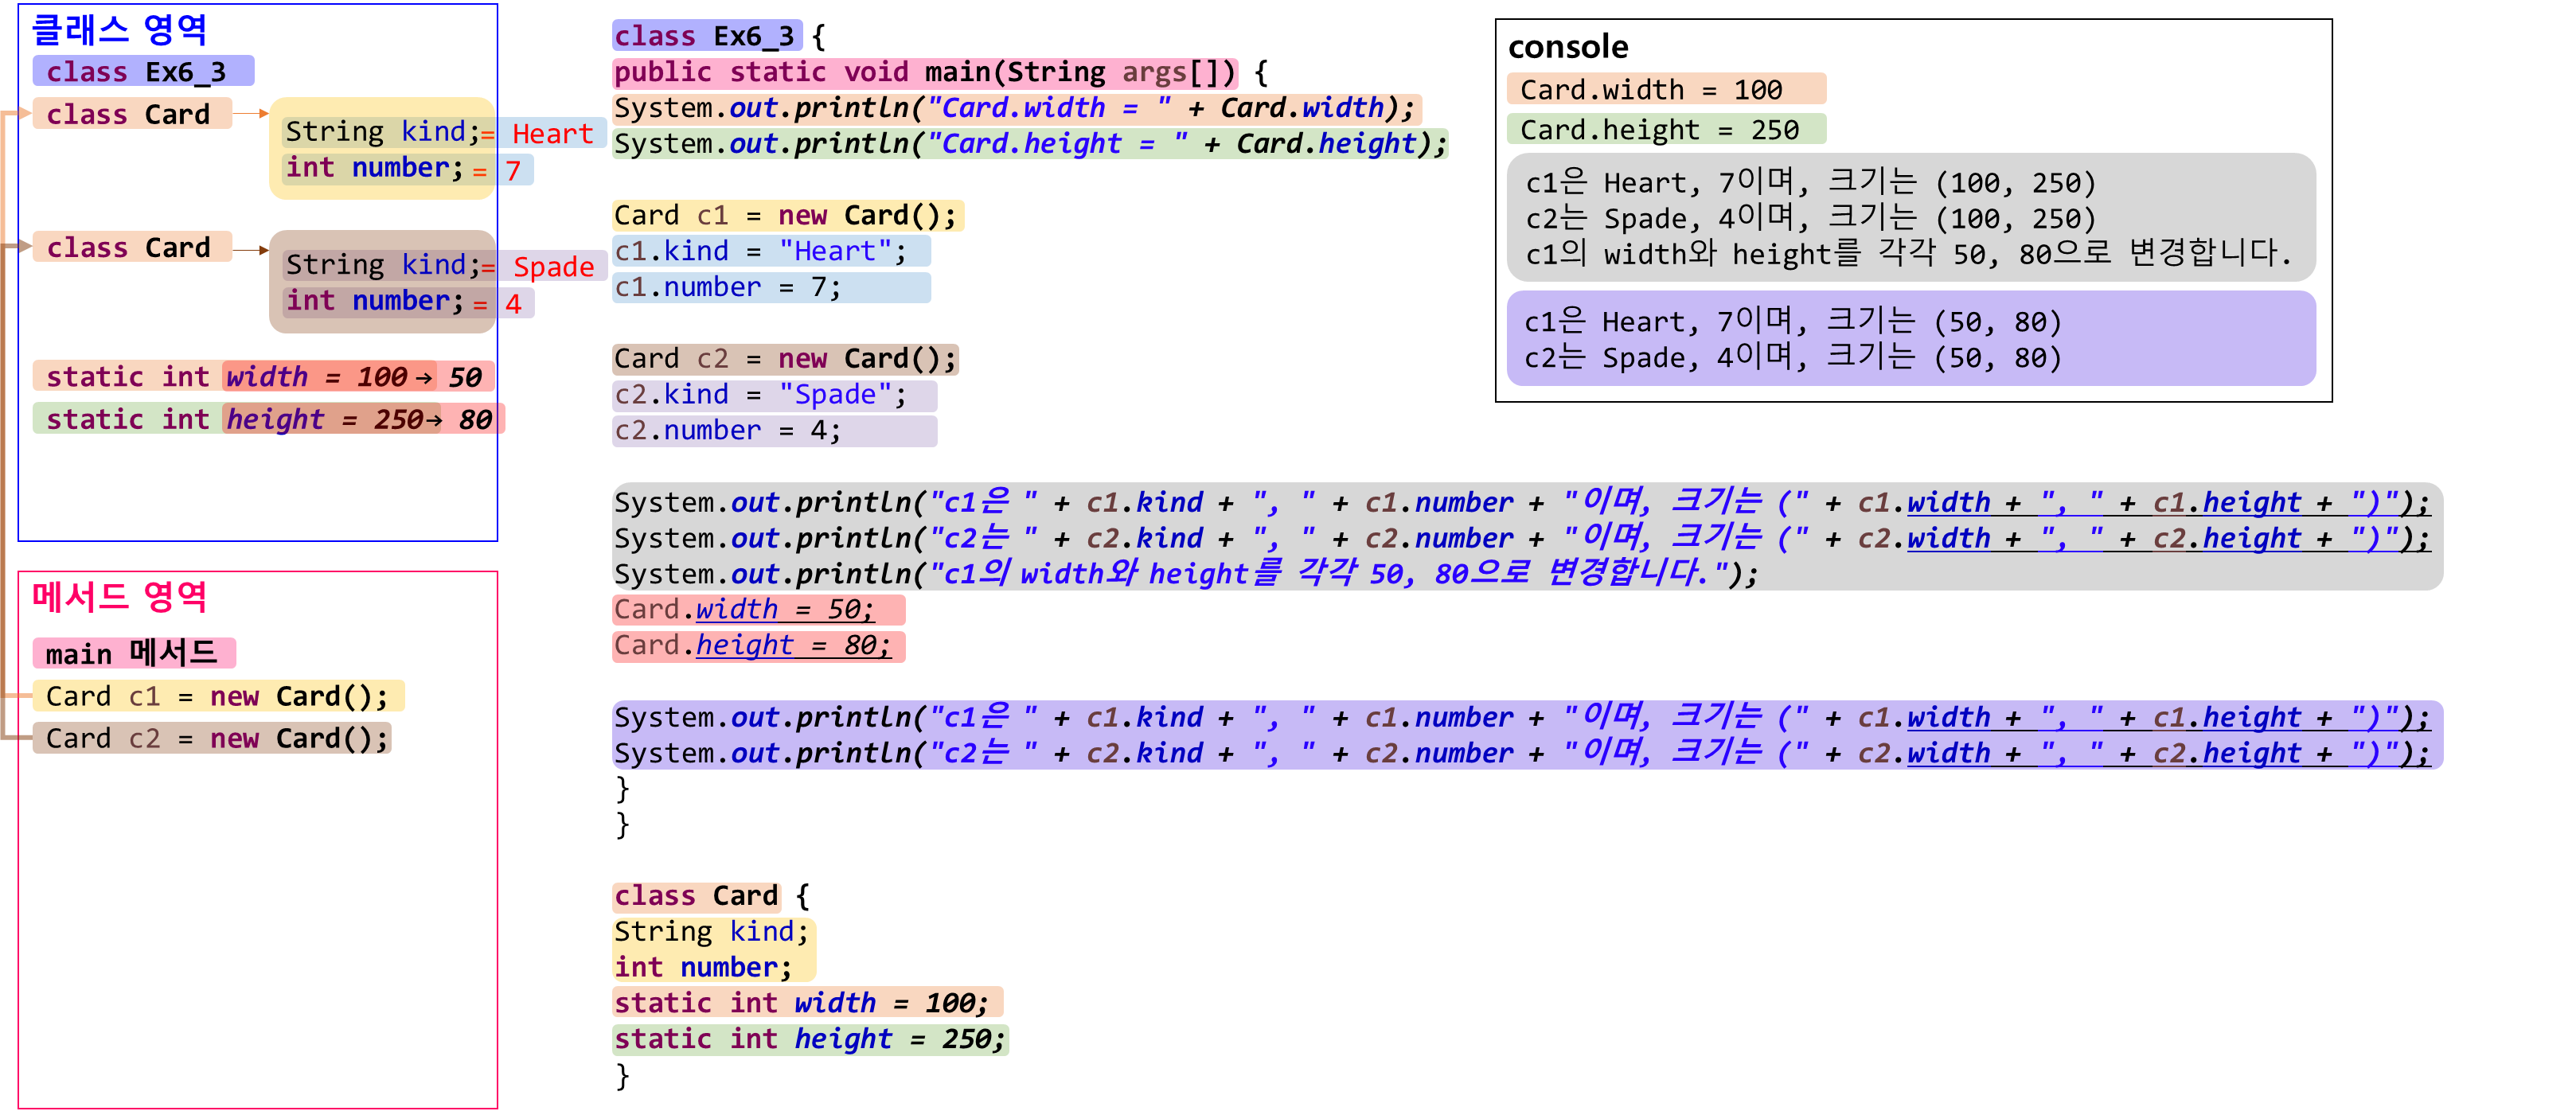 클래스 영역
class Ex6_3
class Card
String kind;= Heart
int number; = 7
class Card
String kind;= Spade
int number; = 4
static int width = 100 → 50
static int height = 250→ 80
메서드 영역
main 메서드
Card c1 = new Card();
Card c2 = new Card();
class Ex6_3 {
public static void main(String args[]) {
System.out.println("Card.width = " + Card.width);
System.out.println("Card.height = " + Card.height);
Card c1 = new Card();
c1.kind = "Heart";
c1.number = 7;
Card c2 = new Card();
c2.kind = "Spade";
c2.number = 4;
System.out.println("c1은 " + c1.kind + ", " + c1.number + "이며, 크기는 (" + c1.width + ", " + c1.height + ")");
System.out.println("c2는 " + c2.kind + ", " + c2.number + "이며, 크기는 (" + c2.width + ", " + c2.height + ")");
System.out.println("c1의 width와 height를 각각 50, 80으로 변경합니다.");
Card.width = 50;
Card.height = 80;
System.out.println("c1은 " + c1.kind + ", " + c1.number + "이며, 크기는 (" + c1.width + ", " + c1.height + ")");
System.out.println("c2는 " + c2.kind + ", " + c2.number + "이며, 크기는 (" + c2.width + ", " + c2.height + ")");
}
}
class Card {
String kind;
int number;
static int width = 100;
static int height = 250;
}
console
Card.width = 100
Card.height = 250
c1은 Heart, 7이며, 크기는 (100, 250)
c2는 Spade, 4이며, 크기는 (100, 250)
c1의 width와 height를 각각 50, 80으로 변경합니다.
c1은 Heart, 7이며, 크기는 (50, 80)
c2는 Spade, 4이며, 크기는 (50, 80)